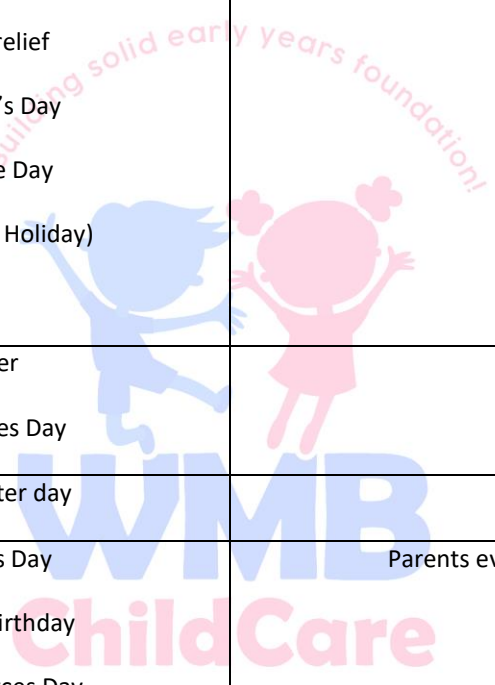 building solid early years foundation!
relief
's Day
e Day
Holiday)
er
es Day
ter day
s Day
Parents ev
irthday
WMB
ChildCare